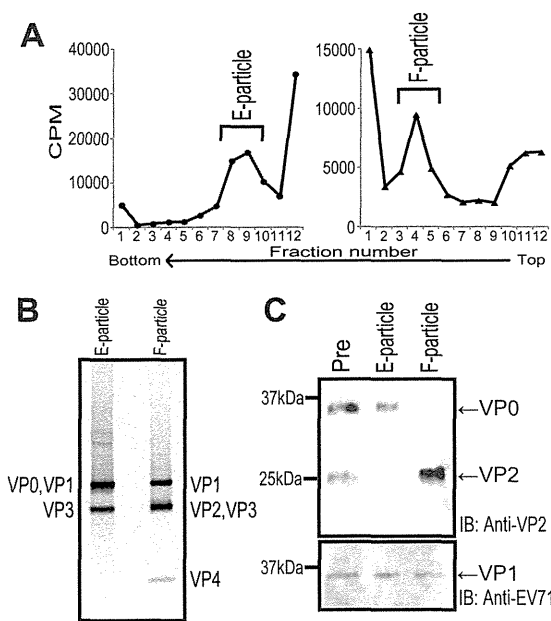 A
E-particle
F-particle
CPM
40000
30000
20000
10000
0
15000
10000
5000
0
1 2 3 4 5 6 7 8 9 10 11 12
1 2 3 4 5 6 7 8 9 10 11 12
Bottom
Fraction number
Top
B
E-particle
F-particle
VP0,VP1
VP1
VP3
VP2,VP3
VP4
C
Pre
E-particle
F-particle
37kDa
←VP0
25kDa
←VP2
IB: Anti-VP2
37kDa
←VP1
IB: Anti-EV71